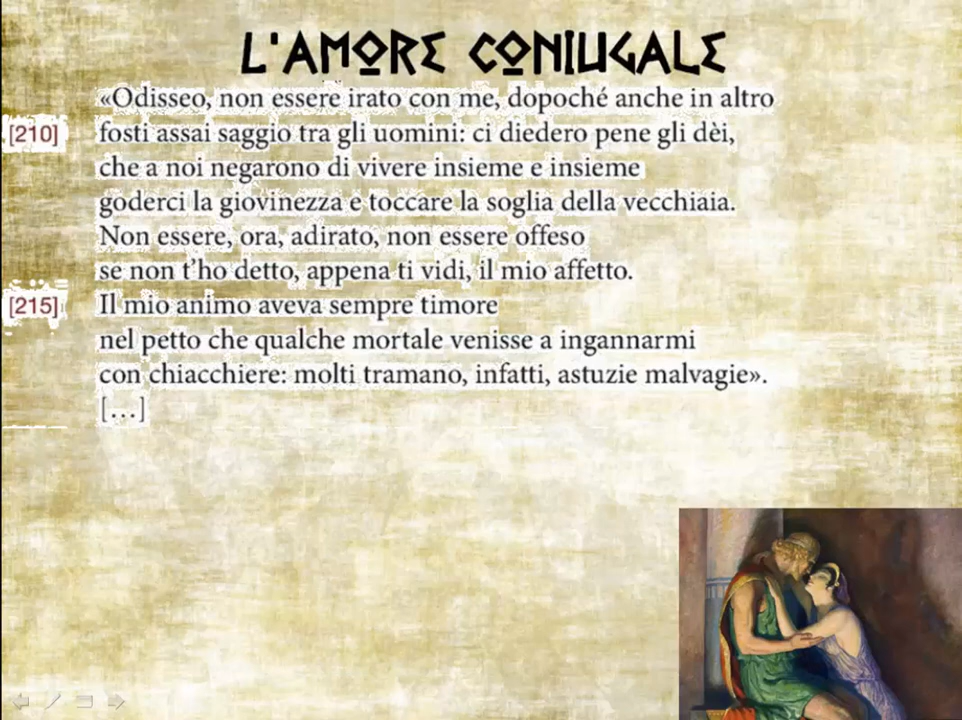 L'AMORE CONIUGALE
«Odisseo, non essere irato con me, dopoché anche in altro
[210] fosti assai saggio tra gli uomini: ci diedero pene gli dèi,
che a noi negarono di vivere insieme e insieme
goderci la giovinezza e toccare la soglia della vecchiaia.
Non essere, ora, adirato, non essere offeso
se non t'ho detto, appena ti vidi, il mio affetto.
[215] Il mio animo aveva sempre timore
nel petto che qualche mortale venisse a ingannarmi
con chiacchiere: molti tramano, infatti, astuzie malvagie».
[…]